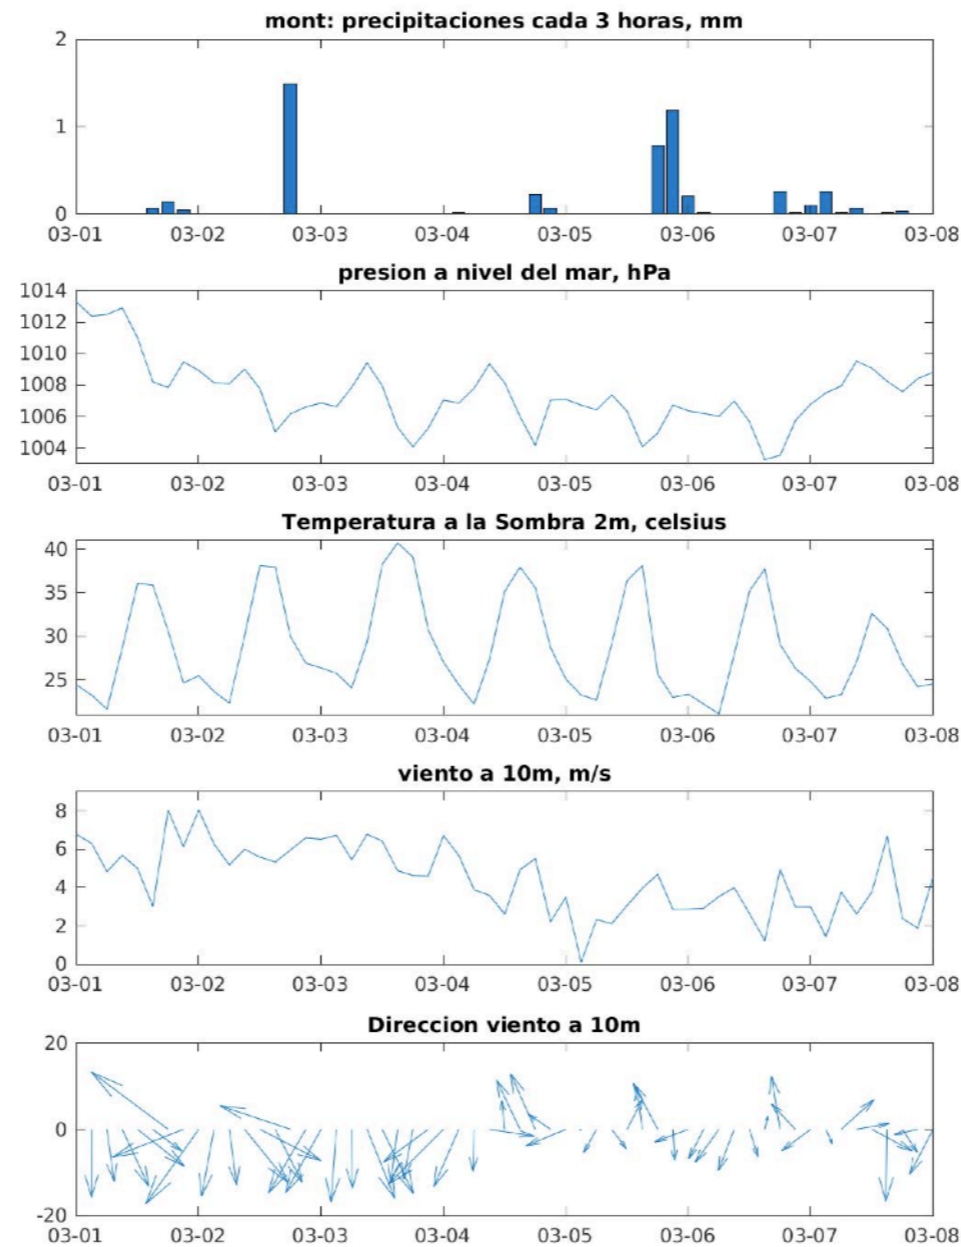 mont: precipitaciones cada 3 horas, mm
2
1
0
03-01 03-02 03-03 03-04 03-05 03-06 03-07 03-08
presion a nivel del mar, hPa
1014
1012
1010
1008
1006
1004
03-01 03-02 03-03 03-04 03-05 03-06 03-07 03-08
Temperatura a la Sombra 2m, celsius
40
35
30
25
03-01 03-02 03-03 03-04 03-05 03-06 03-07 03-08
viento a 10m, m/s
8
6
4
2
0
03-01 03-02 03-03 03-04 03-05 03-06 03-07 03-08
Direccion viento a 10m
20
0
-20
03-01 03-02 03-03 03-04 03-05 03-06 03-07 03-08